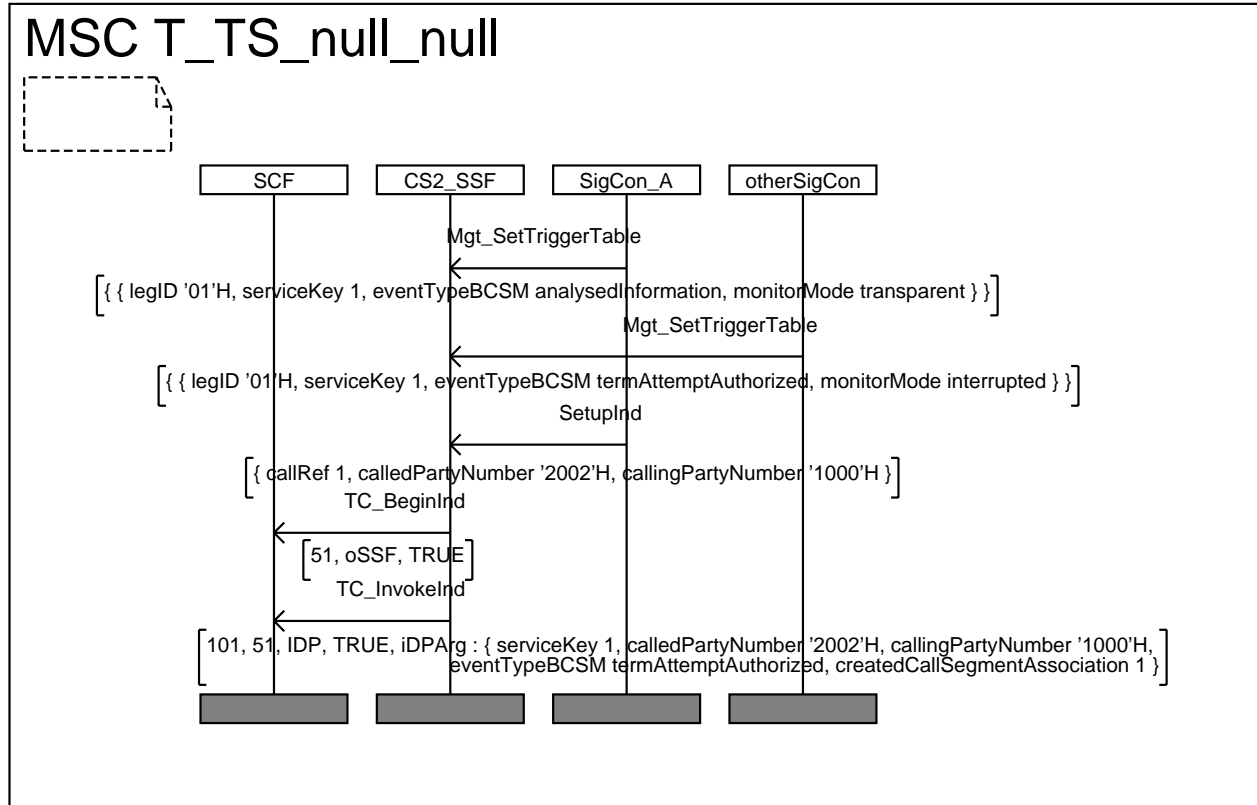 MSC T_TS_null_null
SCF
CS2_SSF
SigCon_A
otherSigCon
Mgt_SetTriggerTable
{ { legID '01'H, serviceKey 1, eventTypeBCSM analysedInformation, monitorMode transparent } }
Mgt_SetTriggerTable
{ { legID '01'H, serviceKey 1, eventTypeBCSM termAttemptAuthorized, monitorMode interrupted } }
SetupInd
{ callRef 1, calledPartyNumber '2002'H, callingPartyNumber '1000'H }
TC_BeginInd
51, oSSF, TRUE
TC_InvokeInd
101, 51, IDP, TRUE, iDPArg : { serviceKey 1, calledPartyNumber '2002'H, callingPartyNumber '1000'H,
eventTypeBCSM termAttemptAuthorized, createdCallSegmentAssociation 1 }